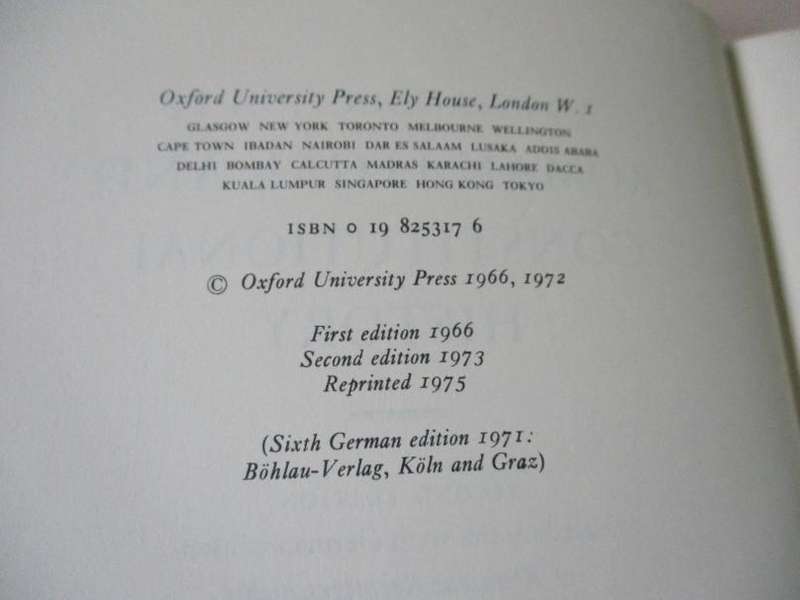 Oxford University Press, Ely House, London W. 1
GLASGOW NEW YORK TORONTO MELBOURNE WELLINGTON
CAPE TOWN IBADAN NAIROBI DAR ES SALAAM LUSAKA ADDIS ABABA
DELHI BOMBAY CALCUTTA MADRAS KARACHI LAHORE DACCA
KUALA LUMPUR SINGAPORE HONG KONG TOKYO
ISBN 0 19 825317 6
© Oxford University Press 1966, 1972
First edition 1966
Second edition 1973
Reprinted 1975
(Sixth German edition 1971:
Böhlau-Verlag, Köln and Graz)